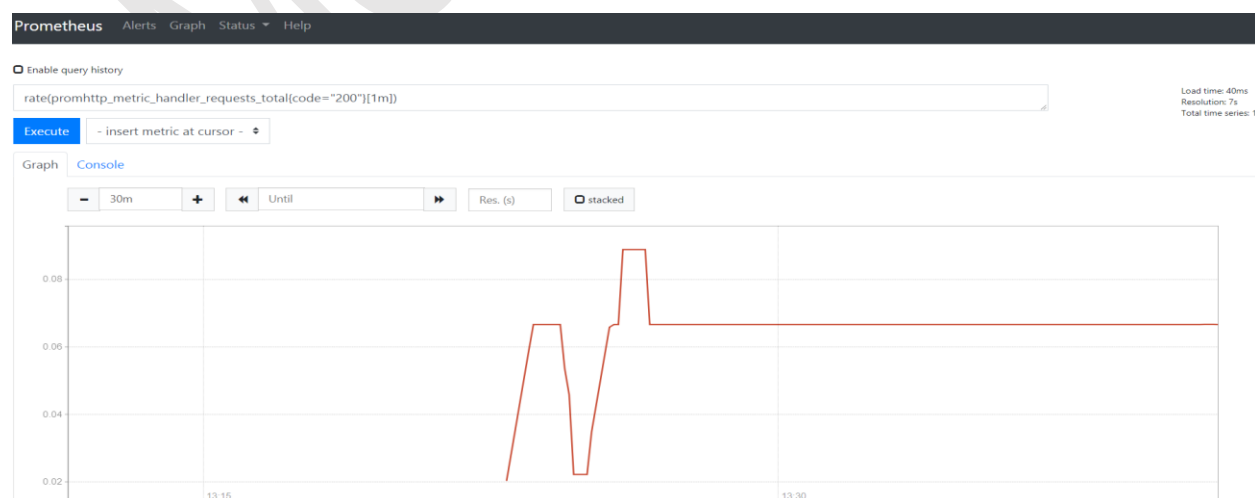 Prometheus Alerts Graph Status Help
Enable query history
rate(promhttp_metric_handler_requests_total{code="200"}[1m])
Load time: 40ms
Resolution: 7s
Total time series: 1
Execute - insert metric at cursor -
Graph Console
− 30m + Until Res. (s) stacked
0.08
0.06
0.04
0.02
13:15 13:30